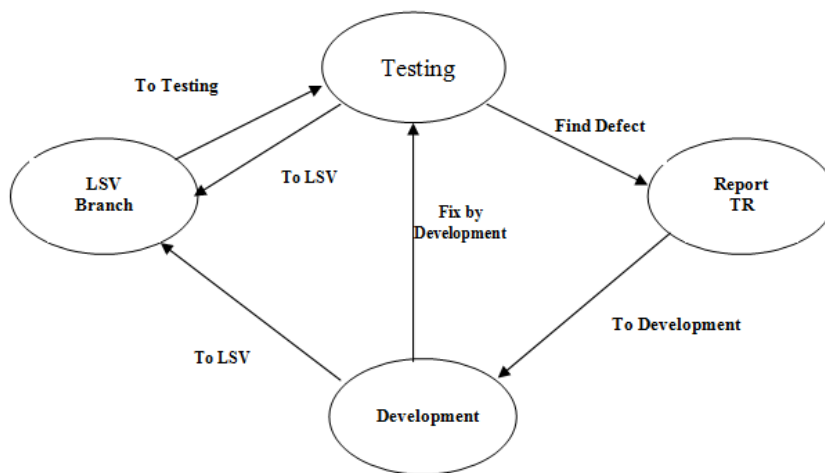 Testing
To Testing
Find Defect
To LSV
LSV
Branch
Report
TR
Fix by
Development
To Development
To LSV
Development